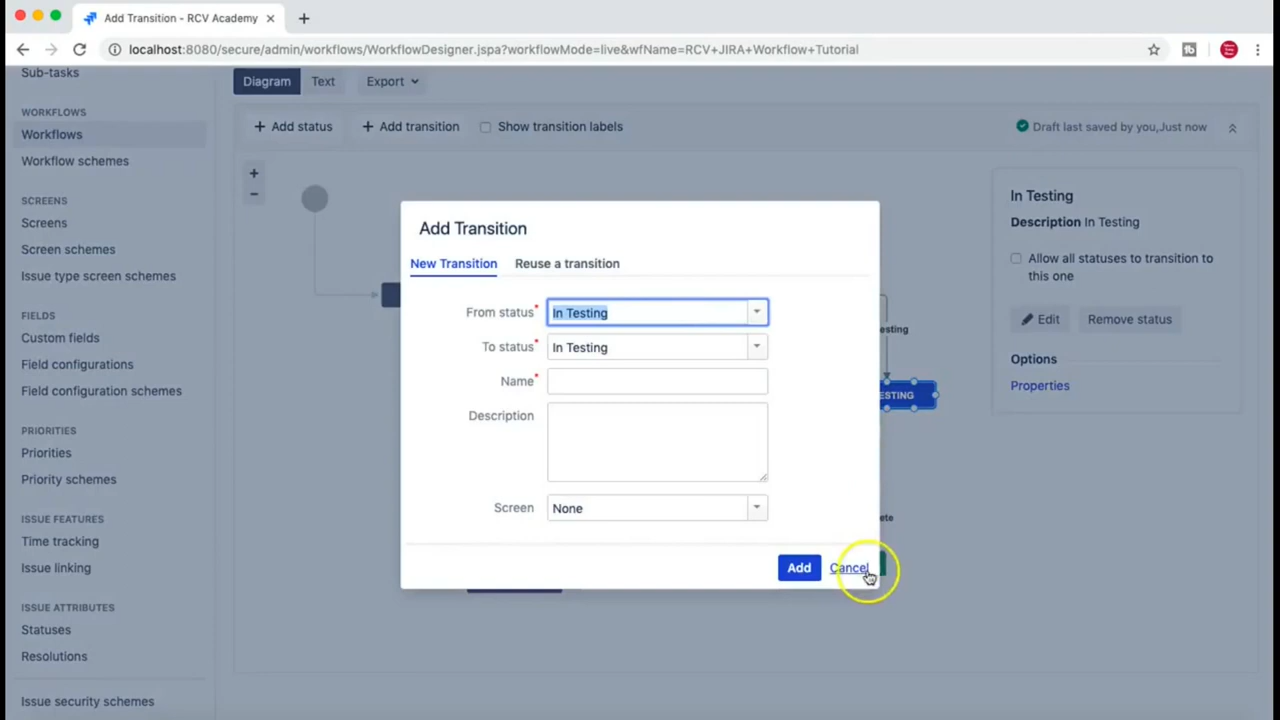 Add Transition - RCV Academy
localhost:8080/secure/admin/workflows/WorkflowDesigner.jspa?workflowMode=live&wfName=RCV+JIRA+Workflow+Tutorial
Sub-tasks
WORKFLOWS
Workflows
Workflow schemes
SCREENS
Screens
Screen schemes
Issue type screen schemes
FIELDS
Custom fields
Field configurations
Field configuration schemes
PRIORITIES
Priorities
Priority schemes
ISSUE FEATURES
Time tracking
Issue linking
ISSUE ATTRIBUTES
Statuses
Resolutions
Issue security schemes
Diagram Text Export
+ Add status + Add transition Show transition labels Draft last saved by you,Just now
+
−
Add Transition
New Transition Reuse a transition
From status* In Testing
To status* In Testing
Name*
Description
Screen None
Add Cancel
esting
ESTING
ete
In Testing
Description In Testing
Allow all statuses to transition to
this one
Edit Remove status
Options
Properties